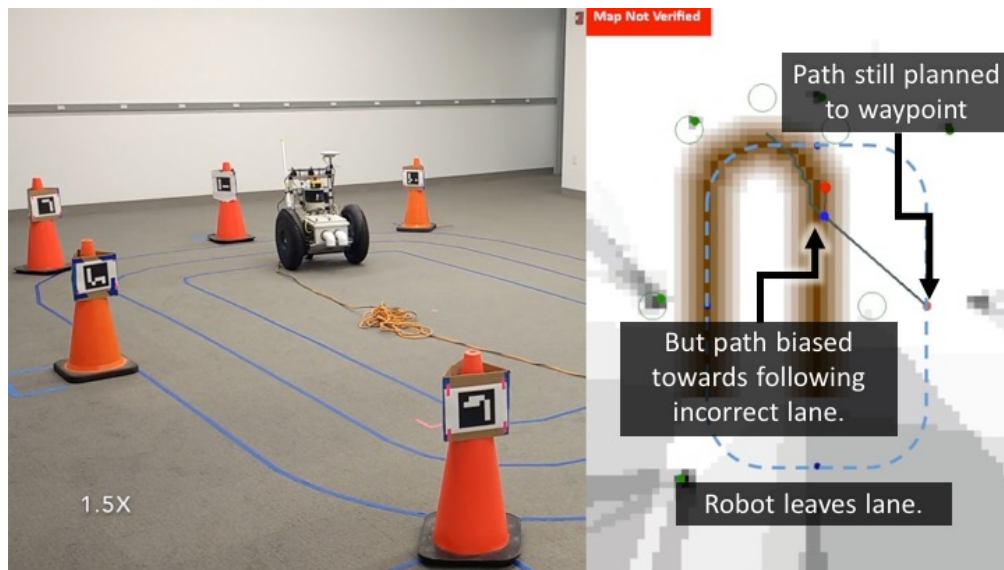 Map Not Verified
Path still planned
to waypoint
But path biased
towards following
incorrect lane.
Robot leaves lane.
1.5X